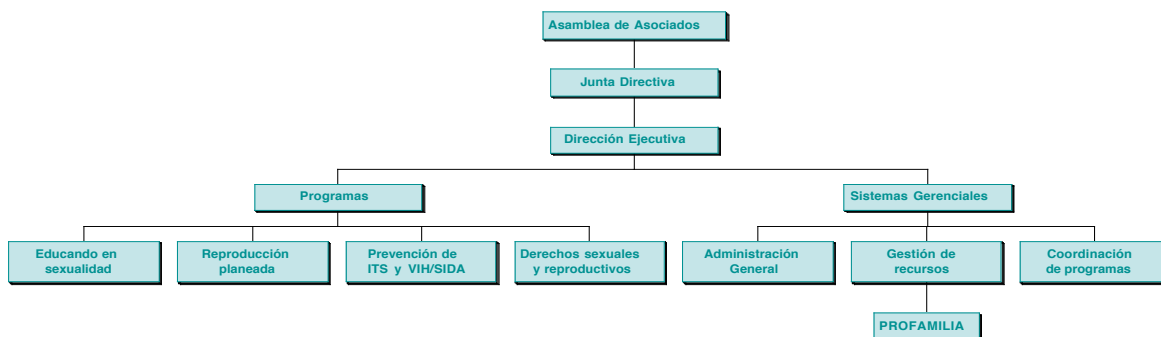 Asamblea de Asociados
Junta Directiva
Dirección Ejecutiva
Programas
Sistemas Gerenciales
Educando en
sexualidad
Reproducción
planeada
Prevención de
ITS y VIH/SIDA
Derechos sexuales
y reproductivos
Administración
General
Gestión de
recursos
Coordinación
de programas
PROFAMILIA